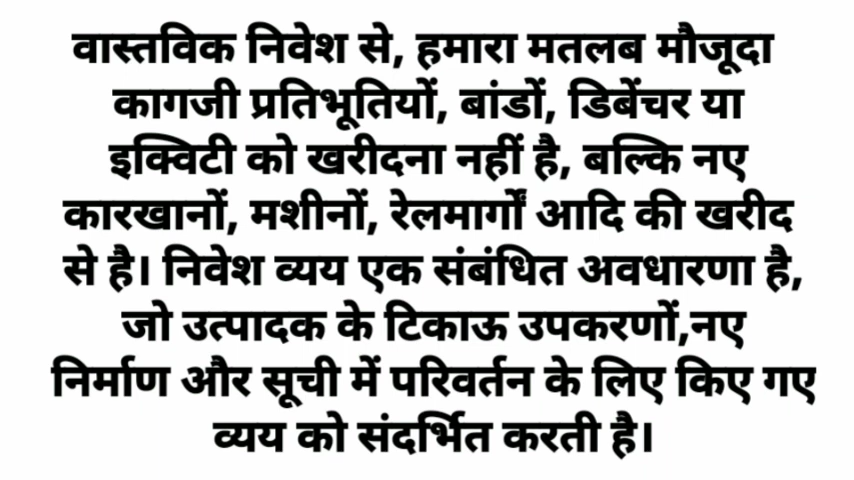 वास्तविक निवेश से, हमारा मतलब मौजूदा
कागजी प्रतिभूतियों, बांडों, डिबेंचर या
इक्विटी को खरीदना नहीं है, बल्कि नए
कारखानों, मशीनों, रेलमार्गों आदि की खरीद
से है। निवेश व्यय एक संबंधित अवधारणा है,
जो उत्पादक के टिकाऊ उपकरणों,नए
निर्माण और सूची में परिवर्तन के लिए किए गए
व्यय को संदर्भित करती है।